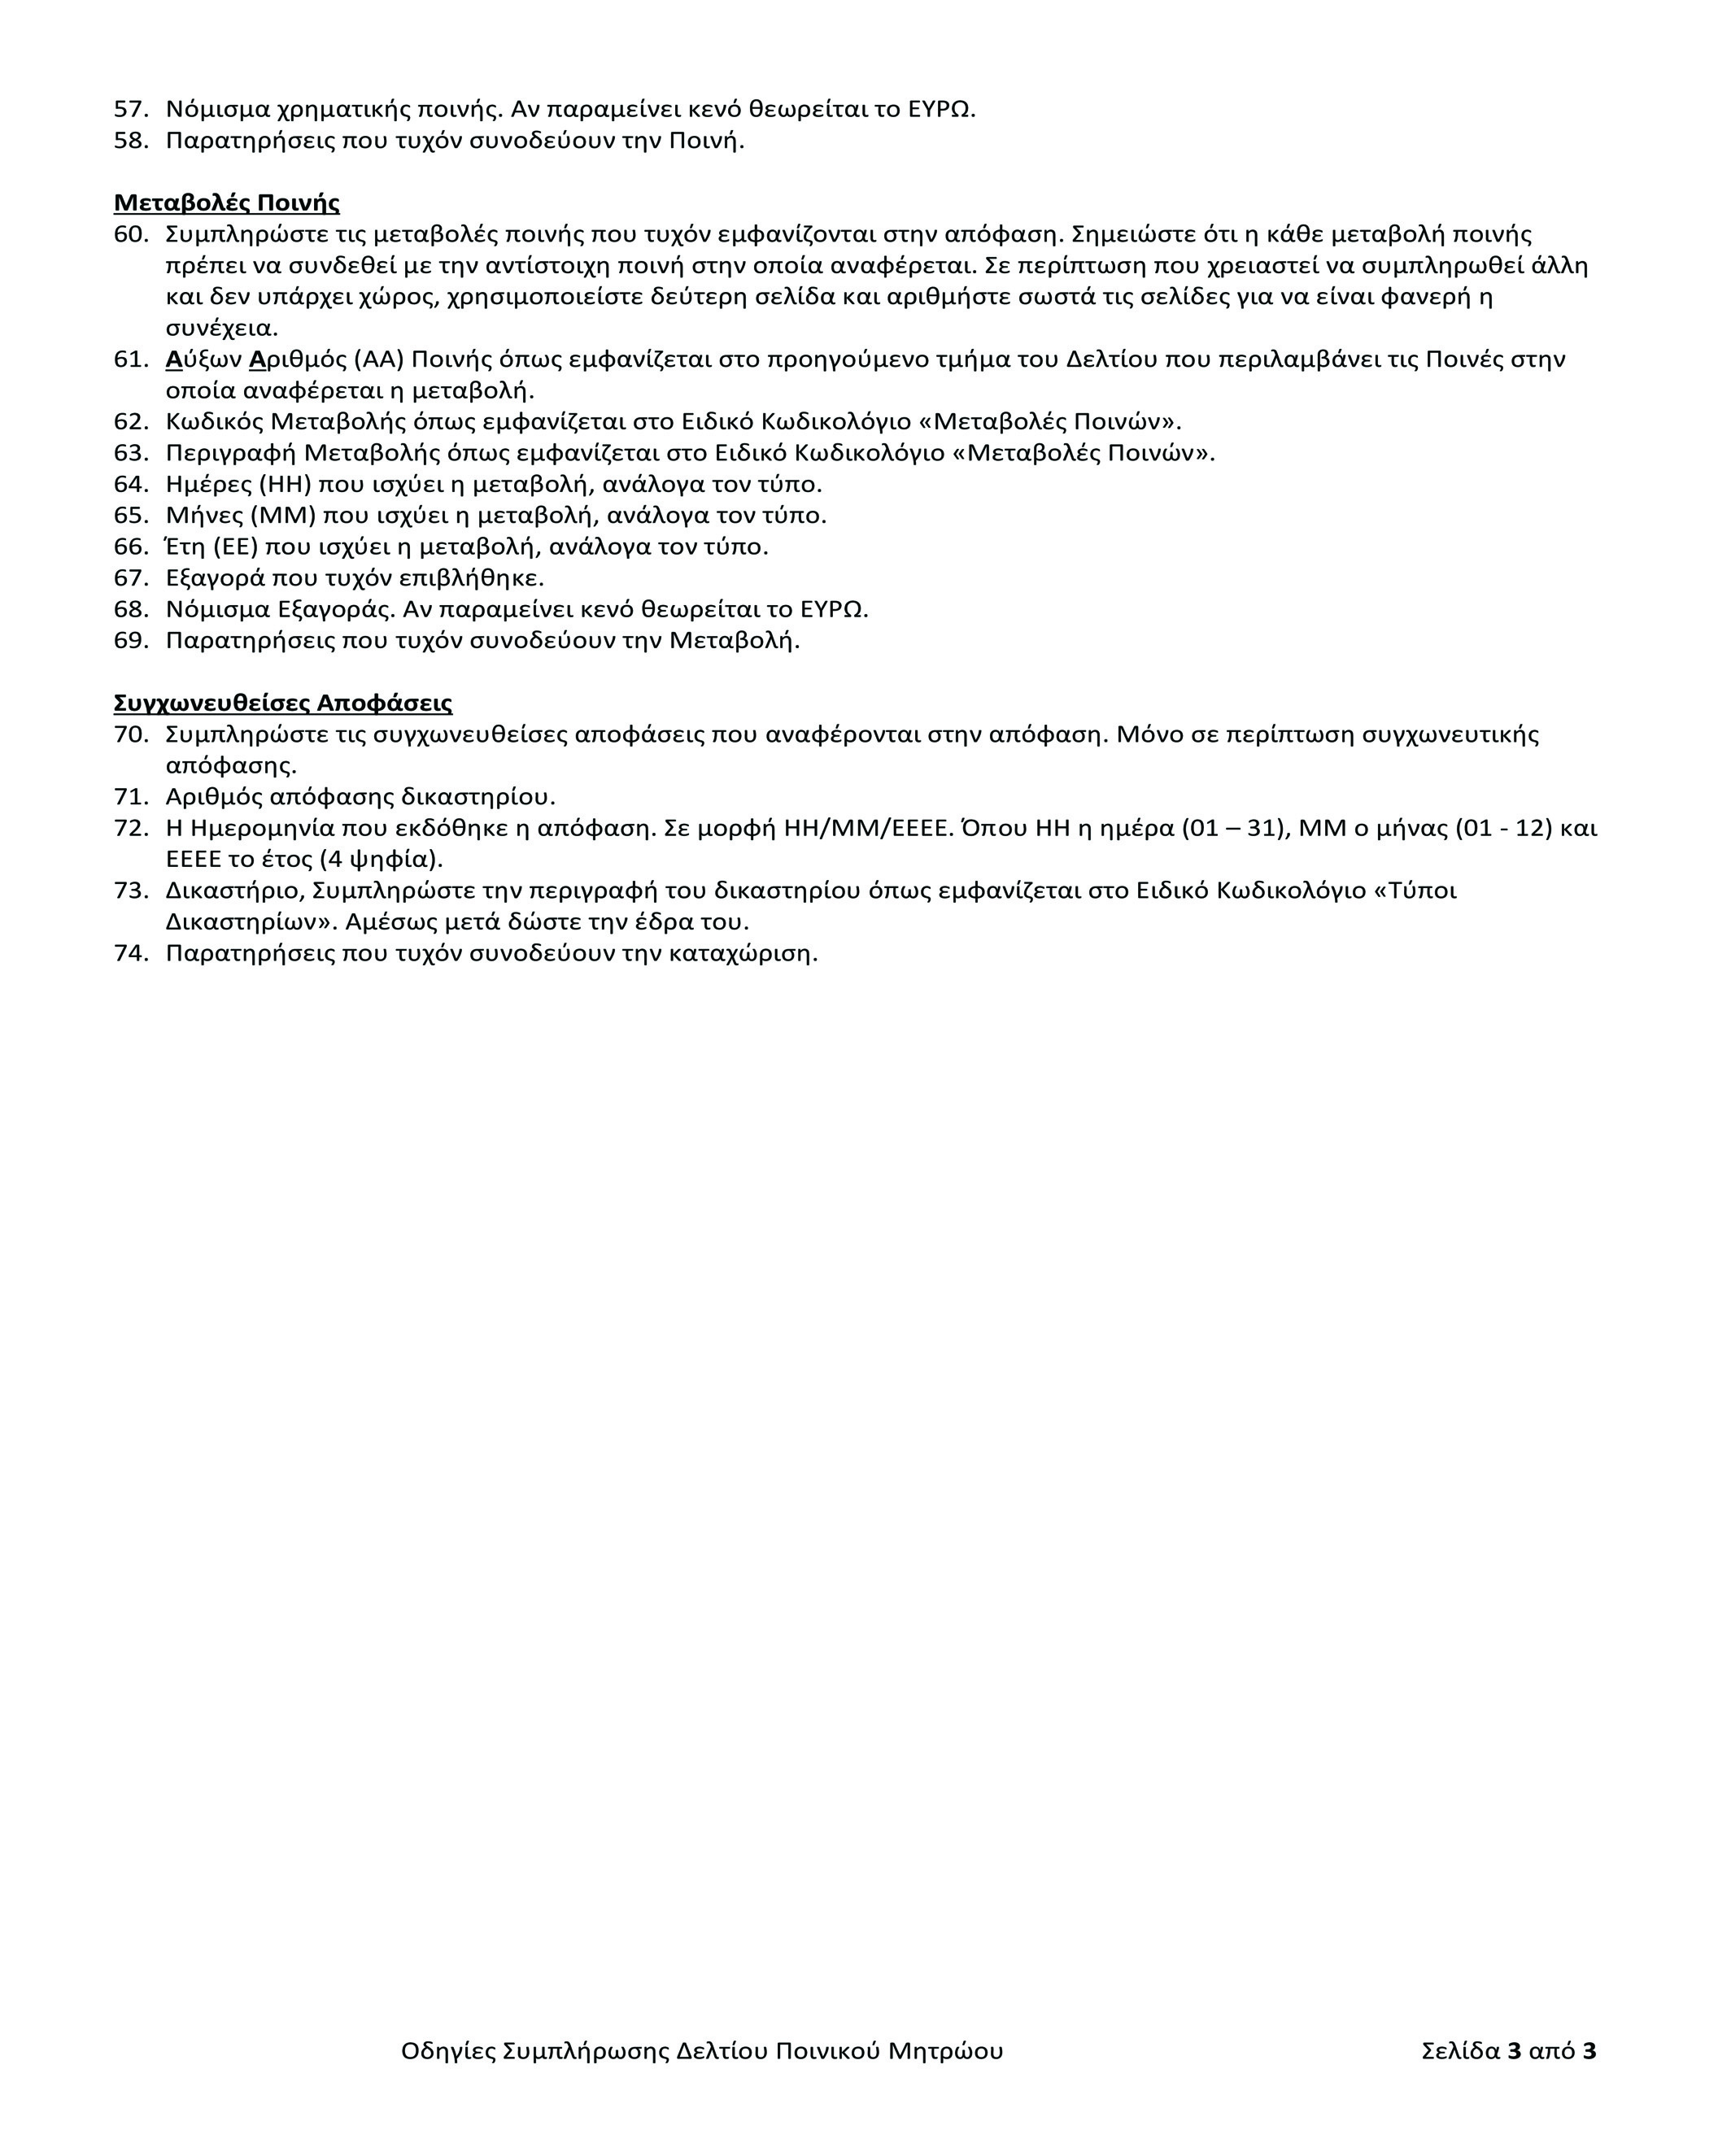 57. Νόμισμα χρηματικής ποινής. Αν παραμείνει κενό θεωρείται το ΕΥΡΩ.
58. Παρατηρήσεις που τυχόν συνοδεύουν την Ποινή.
Μεταβολές Ποινής
60. Συμπληρώστε τις μεταβολές ποινής που τυχόν εμφανίζονται στην απόφαση. Σημειώστε ότι η κάθε μεταβολή ποινής
πρέπει να συνδεθεί με την αντίστοιχη ποινή στην οποία αναφέρεται. Σε περίπτωση που χρειαστεί να συμπληρωθεί άλλη
και δεν υπάρχει χώρος, χρησιμοποιείστε δεύτερη σελίδα και αριθμήστε σωστά τις σελίδες για να είναι φανερή η
συνέχεια.
61. Αύξων Αριθμός (ΑΑ) Ποινής όπως εμφανίζεται στο προηγούμενο τμήμα του Δελτίου που περιλαμβάνει τις Ποινές στην
οποία αναφέρεται η μεταβολή.
62. Κωδικός Μεταβολής όπως εμφανίζεται στο Ειδικό Κωδικολόγιο «Μεταβολές Ποινών».
63. Περιγραφή Μεταβολής όπως εμφανίζεται στο Ειδικό Κωδικολόγιο «Μεταβολές Ποινών».
64. Ημέρες (ΗΗ) που ισχύει η μεταβολή, ανάλογα τον τύπο.
65. Μήνες (ΜΜ) που ισχύει η μεταβολή, ανάλογα τον τύπο.
66. Έτη (ΕΕ) που ισχύει η μεταβολή, ανάλογα τον τύπο.
67. Εξαγορά που τυχόν επιβλήθηκε.
68. Νόμισμα Εξαγοράς. Αν παραμείνει κενό θεωρείται το ΕΥΡΩ.
69. Παρατηρήσεις που τυχόν συνοδεύουν την Μεταβολή.
Συγχωνευθείσες Αποφάσεις
70. Συμπληρώστε τις συγχωνευθείσες αποφάσεις που αναφέρονται στην απόφαση. Μόνο σε περίπτωση συγχωνευτικής
απόφασης.
71. Αριθμός απόφασης δικαστηρίου.
72. Η Ημερομηνία που εκδόθηκε η απόφαση. Σε μορφή ΗΗ/ΜΜ/ΕΕΕΕ. Όπου ΗΗ η ημέρα (01 – 31), ΜΜ ο μήνας (01 - 12) και
ΕΕΕΕ το έτος (4 ψηφία).
73. Δικαστήριο, Συμπληρώστε την περιγραφή του δικαστηρίου όπως εμφανίζεται στο Ειδικό Κωδικολόγιο «Τύποι
Δικαστηρίων». Αμέσως μετά δώστε την έδρα του.
74. Παρατηρήσεις που τυχόν συνοδεύουν την καταχώριση.
Οδηγίες Συμπλήρωσης Δελτίου Ποινικού Μητρώου Σελίδα 3 από 3